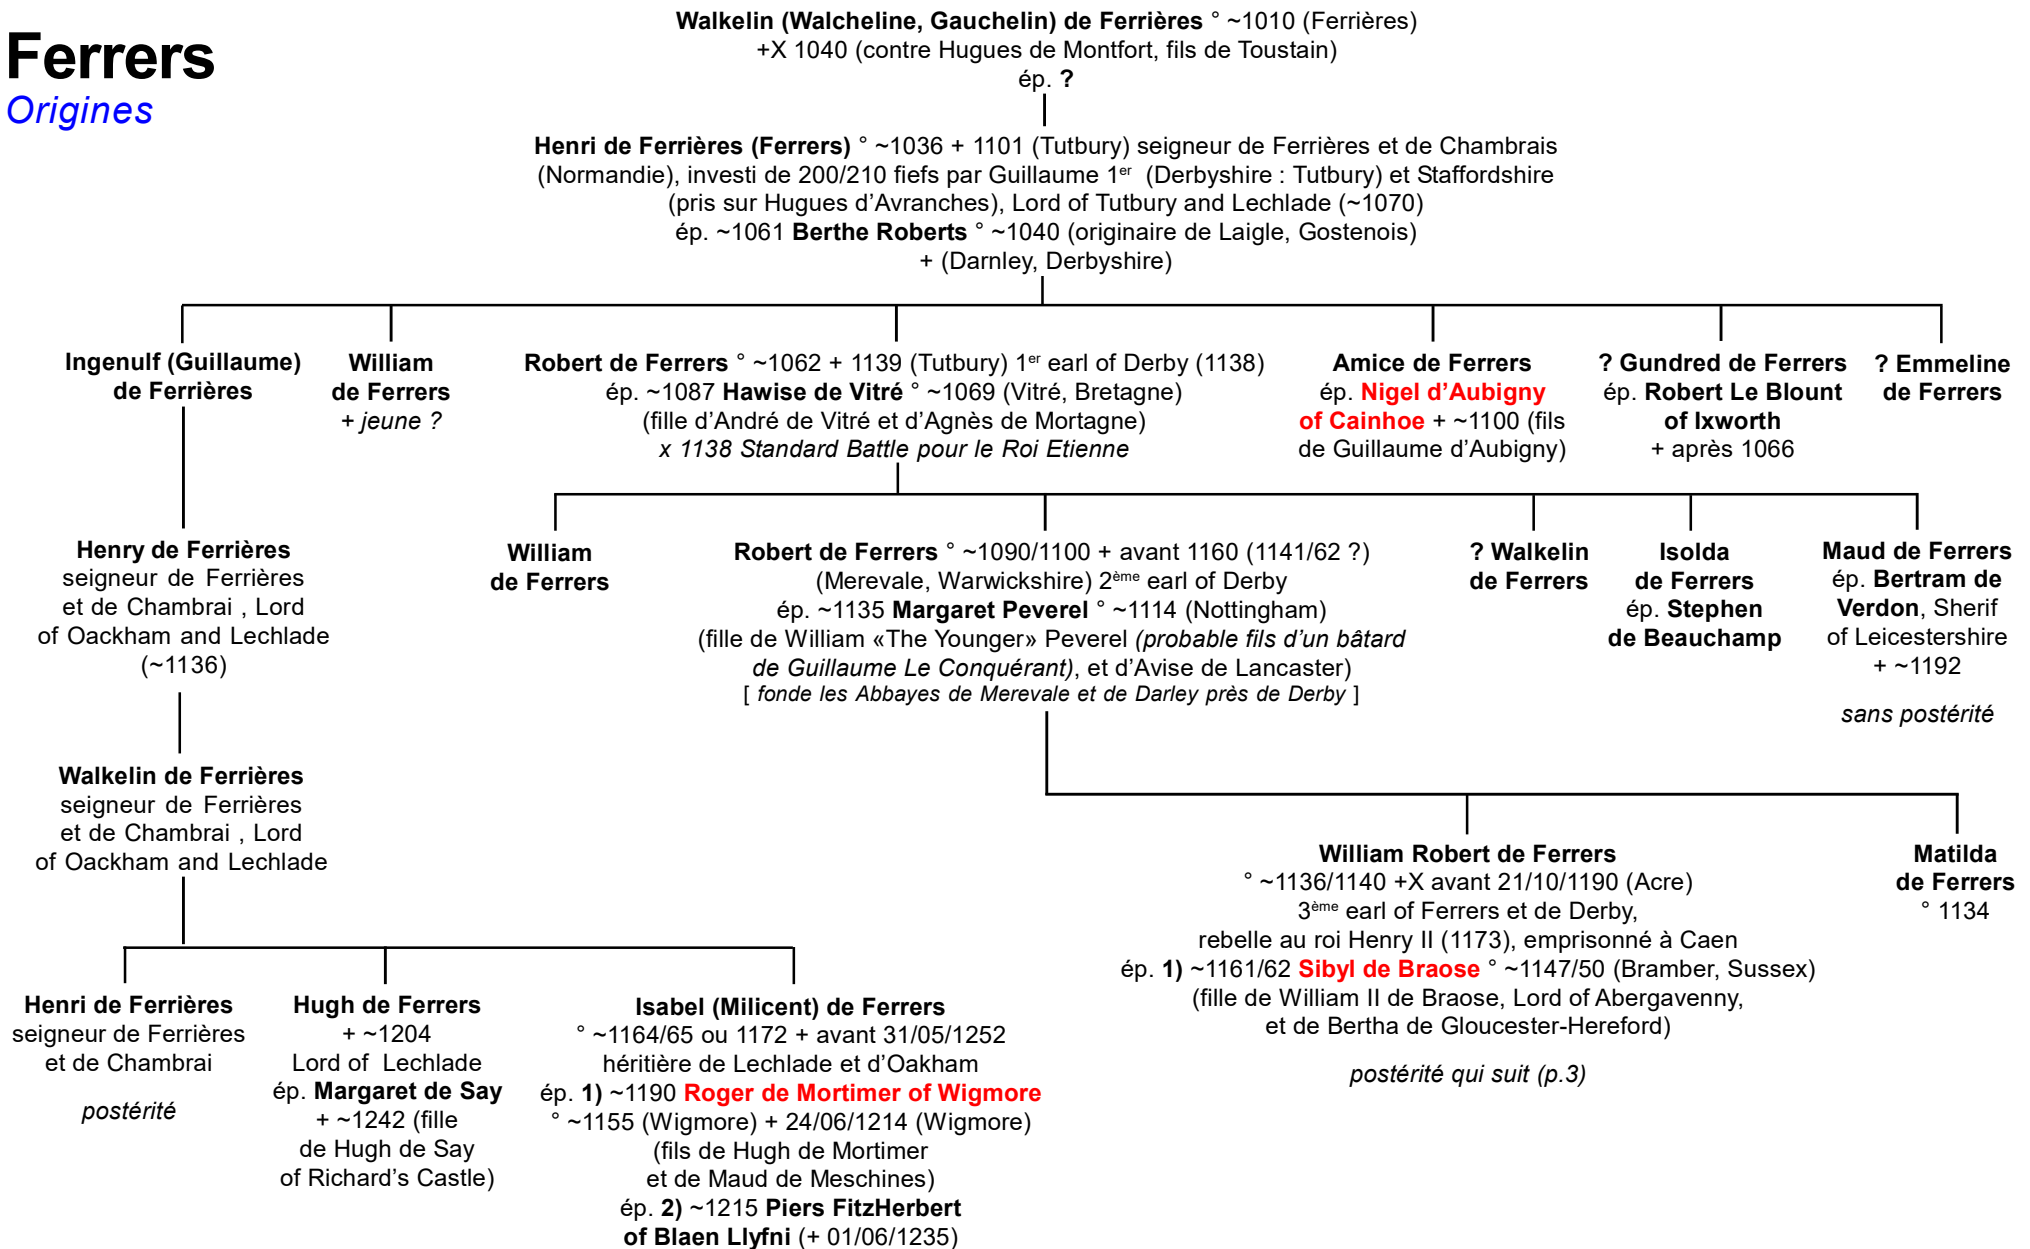 Ferrers
Origines
Walkelin (Walcheline, Gauchelin) de Ferrières ° ~1010 (Ferrières)
+X 1040 (contre Hugues de Montfort, fils de Toustain)
ép. ?
Henri de Ferrières (Ferrers) ° ~1036 + 1101 (Tutbury) seigneur de Ferrières et de Chambrais
(Normandie), investi de 200/210 fiefs par Guillaume 1er (Derbyshire : Tutbury) et Staffordshire
(pris sur Hugues d’Avranches), Lord of Tutbury and Lechlade (~1070)
ép. ~1061 Berthe Roberts ° ~1040 (originaire de Laigle, Gostenois)
+ (Darnley, Derbyshire)
Ingenulf (Guillaume)
de Ferrières
William
de Ferrers
+ jeune ?
Robert de Ferrers ° ~1062 + 1139 (Tutbury) 1er earl of Derby (1138)
ép. ~1087 Hawise de Vitré ° ~1069 (Vitré, Bretagne)
(fille d’André de Vitré et d’Agnès de Mortagne)
x 1138 Standard Battle pour le Roi Etienne
Amice de Ferrers
ép. Nigel d’Aubigny
of Cainhoe + ~1100 (fils
de Guillaume d’Aubigny)
? Gundred de Ferrers
ép. Robert Le Blount
of Ixworth
+ après 1066
? Emmeline
de Ferrers
Henry de Ferrières
seigneur de Ferrières
et de Chambrai , Lord
of Oackham and Lechlade
(~1136)
William
de Ferrers
Robert de Ferrers ° ~1090/1100 + avant 1160 (1141/62 ?)
(Merevale, Warwickshire) 2ème earl of Derby
ép. ~1135 Margaret Peverel ° ~1114 (Nottingham)
(fille de William «The Younger» Peverel (probable fils d’un bâtard
de Guillaume Le Conquérant), et d’Avise de Lancaster)
[ fonde les Abbayes de Merevale et de Darley près de Derby ]
? Walkelin
de Ferrers
Isolda
de Ferrers
ép. Stephen
de Beauchamp
Maud de Ferrers
ép. Bertram de
Verdon, Sherif
of Leicestershire
+ ~1192
sans postérité
Walkelin de Ferrières
seigneur de Ferrières
et de Chambrai , Lord
of Oackham and Lechlade
William Robert de Ferrers
° ~1136/1140 +X avant 21/10/1190 (Acre)
3ème earl of Ferrers et de Derby,
rebelle au roi Henry II (1173), emprisonné à Caen
ép. 1) ~1161/62 Sibyl de Braose ° ~1147/50 (Bramber, Sussex)
(fille de William II de Braose, Lord of Abergavenny,
et de Bertha de Gloucester-Hereford)
postérité qui suit (p.3)
Matilda
de Ferrers
° 1134
Henri de Ferrières
seigneur de Ferrières
et de Chambrai
postérité
Hugh de Ferrers
+ ~1204
Lord of Lechlade
ép. Margaret de Say
+ ~1242 (fille
de Hugh de Say
of Richard’s Castle)
Isabel (Milicent) de Ferrers
° ~1164/65 ou 1172 + avant 31/05/1252
héritière de Lechlade et d’Oakham
ép. 1) ~1190 Roger de Mortimer of Wigmore
° ~1155 (Wigmore) + 24/06/1214 (Wigmore)
(fils de Hugh de Mortimer
et de Maud de Meschines)
ép. 2) ~1215 Piers FitzHerbert
of Blaen Llyfni (+ 01/06/1235)